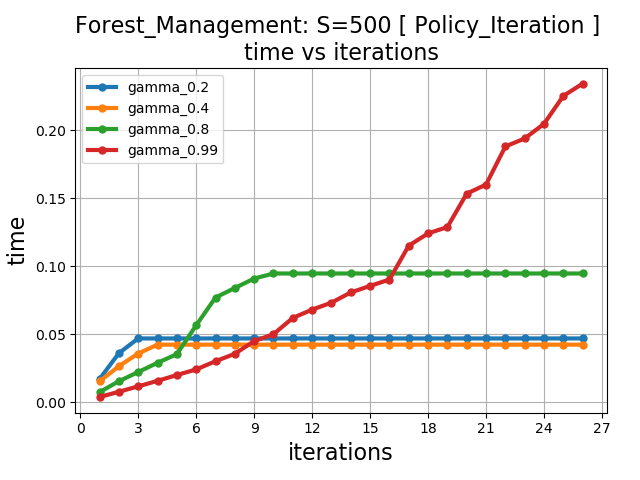 Forest_Management: S=500 [ Policy_Iteration ]
time vs iterations
gamma_0.2
gamma_0.4
gamma_0.8
gamma_0.99
time
0.20
0.15
0.10
0.05
0.00
0 3 6 9 12 15 18 21 24 27
iterations